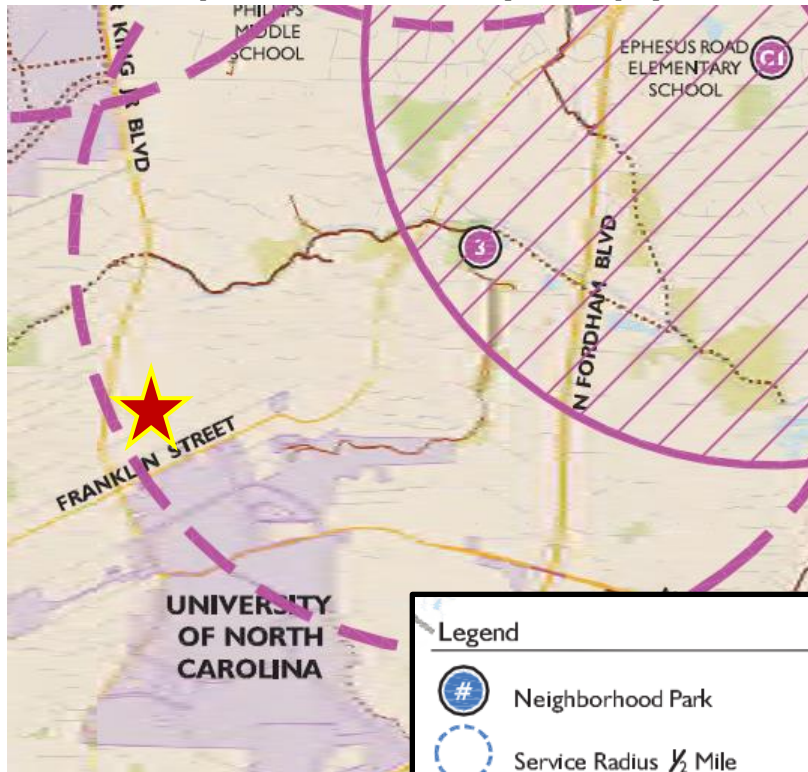 PHILLIPS
MIDDLE
SCHOOL
KING JR BLVD
EPHESUS ROAD
ELEMENTARY
SCHOOL
C1
3
N FORDHAM BLVD
FRANKLIN STREET
UNIVERSITY
OF NORTH
CAROLINA
Legend
# Neighborhood Park
Service Radius ½ Mile